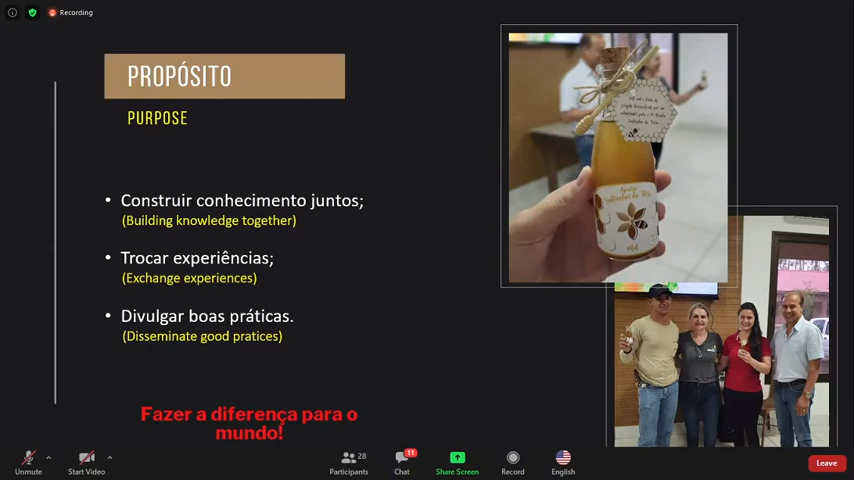 Recording
PROPÓSITO
PURPOSE
• Construir conhecimento juntos;
(Building knowledge together)
• Trocar experiências;
(Exchange experiences)
• Divulgar boas práticas.
(Disseminate good pratices)
Fazer a diferença para o
mundo!
Mel
Unmute
Start Video
28
Participants
11
Chat
Share Screen
Record
English
Leave